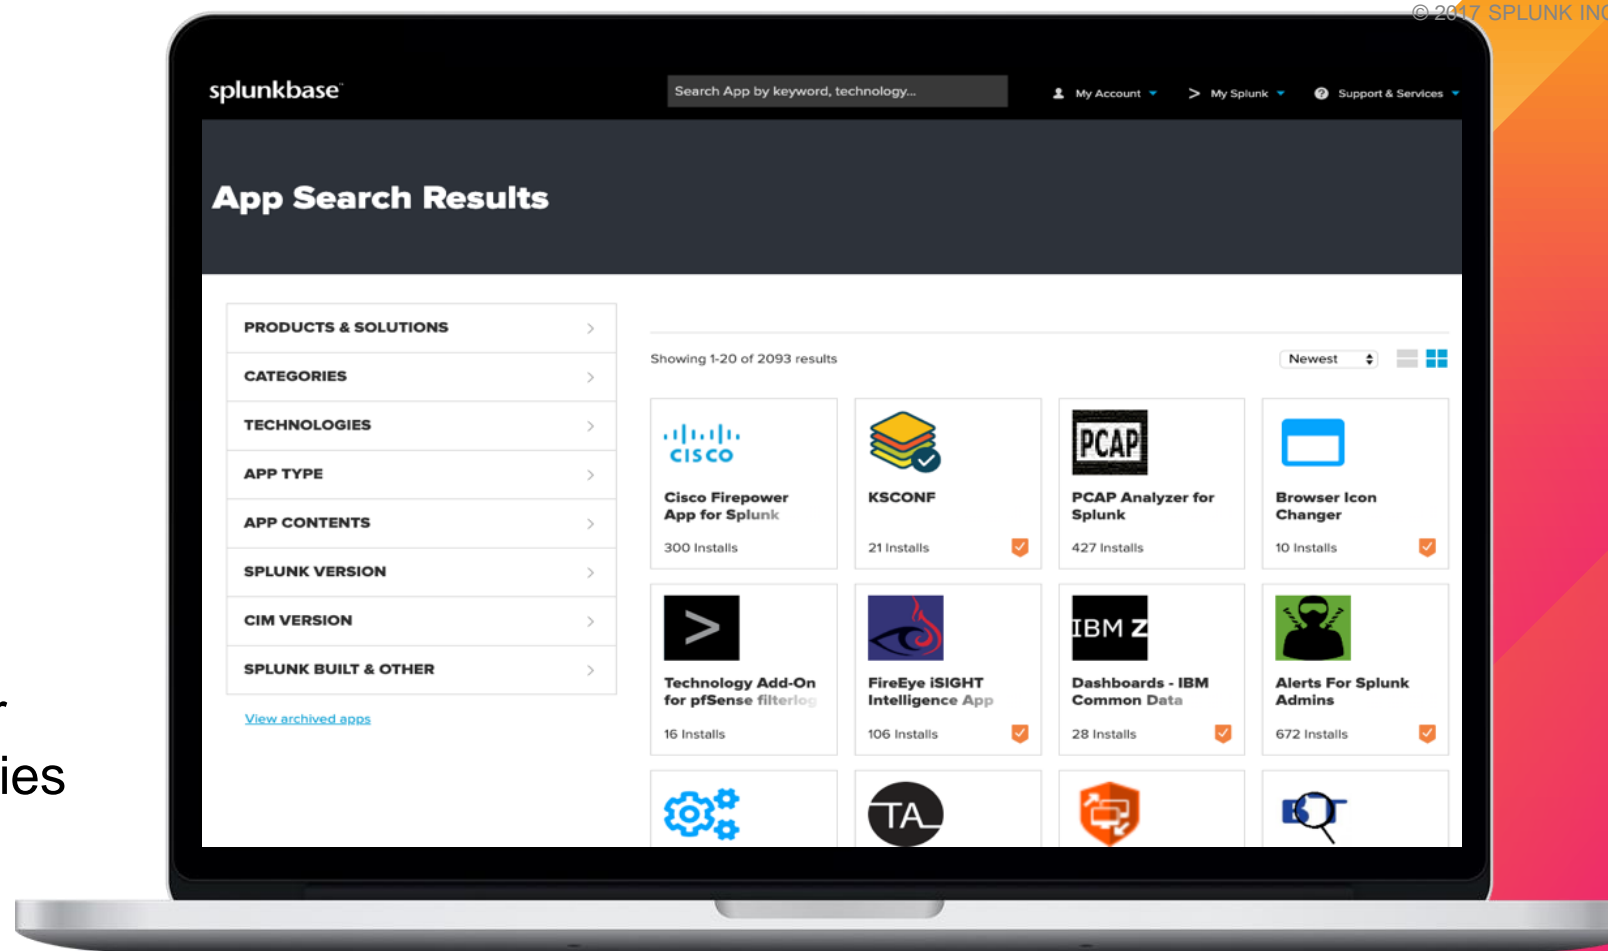 © 2017 SPLUNK INC
splunkbase
Search App by keyword, technology...
My Account
> My Splunk
? Support & Services
App Search Results
PRODUCTS & SOLUTIONS
CATEGORIES
TECHNOLOGIES
APP TYPE
APP CONTENTS
SPLUNK VERSION
CIM VERSION
SPLUNK BUILT & OTHER
View archived apps
r
ies
Showing 1-20 of 2093 results
Newest
CISCO
Cisco Firepower
App for Splunk
300 Installs
KSCONF
21 Installs
PCAP
PCAP Analyzer for
Splunk
427 Installs
Browser Icon
Changer
10 Installs
>
Technology Add-On
for pfSense filterlog
16 Installs
FireEye iSIGHT
Intelligence App
106 Installs
IBM Z
Dashboards - IBM
Common Data
28 Installs
Alerts For Splunk
Admins
672 Installs
TA_